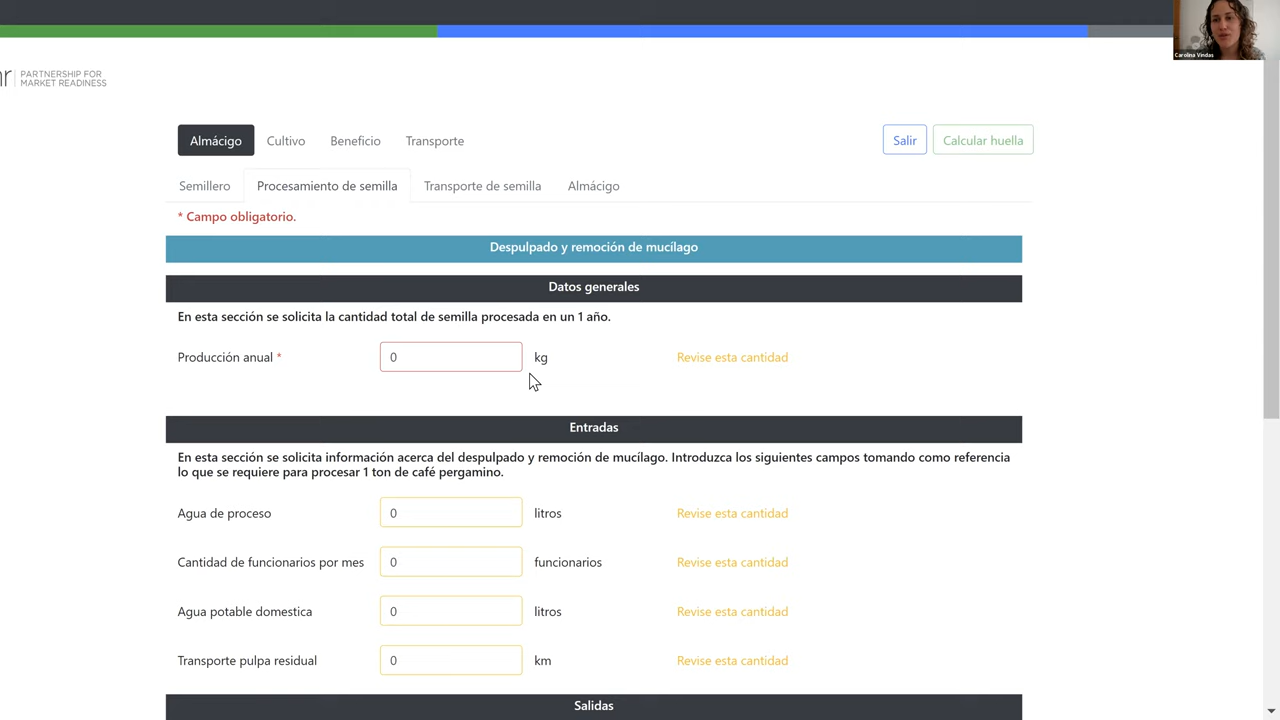 Carolina Vindas
PARTNERSHIP FOR
MARKET READINESS
Almácigo Cultivo Beneficio Transporte Salir Calcular huella
Semillero Procesamiento de semilla Transporte de semilla Almácigo
* Campo obligatorio.
Despulpado y remoción de mucílago
Datos generales
En esta sección se solicita la cantidad total de semilla procesada en un 1 año.
Producción anual * 0 kg Revise esta cantidad
Entradas
En esta sección se solicita información acerca del despulpado y remoción de mucílago. Introduzca los siguientes campos tomando como referencia
lo que se requiere para procesar 1 ton de café pergamino.
Agua de proceso 0 litros Revise esta cantidad
Cantidad de funcionarios por mes 0 funcionarios Revise esta cantidad
Agua potable domestica 0 litros Revise esta cantidad
Transporte pulpa residual 0 km Revise esta cantidad
Salidas